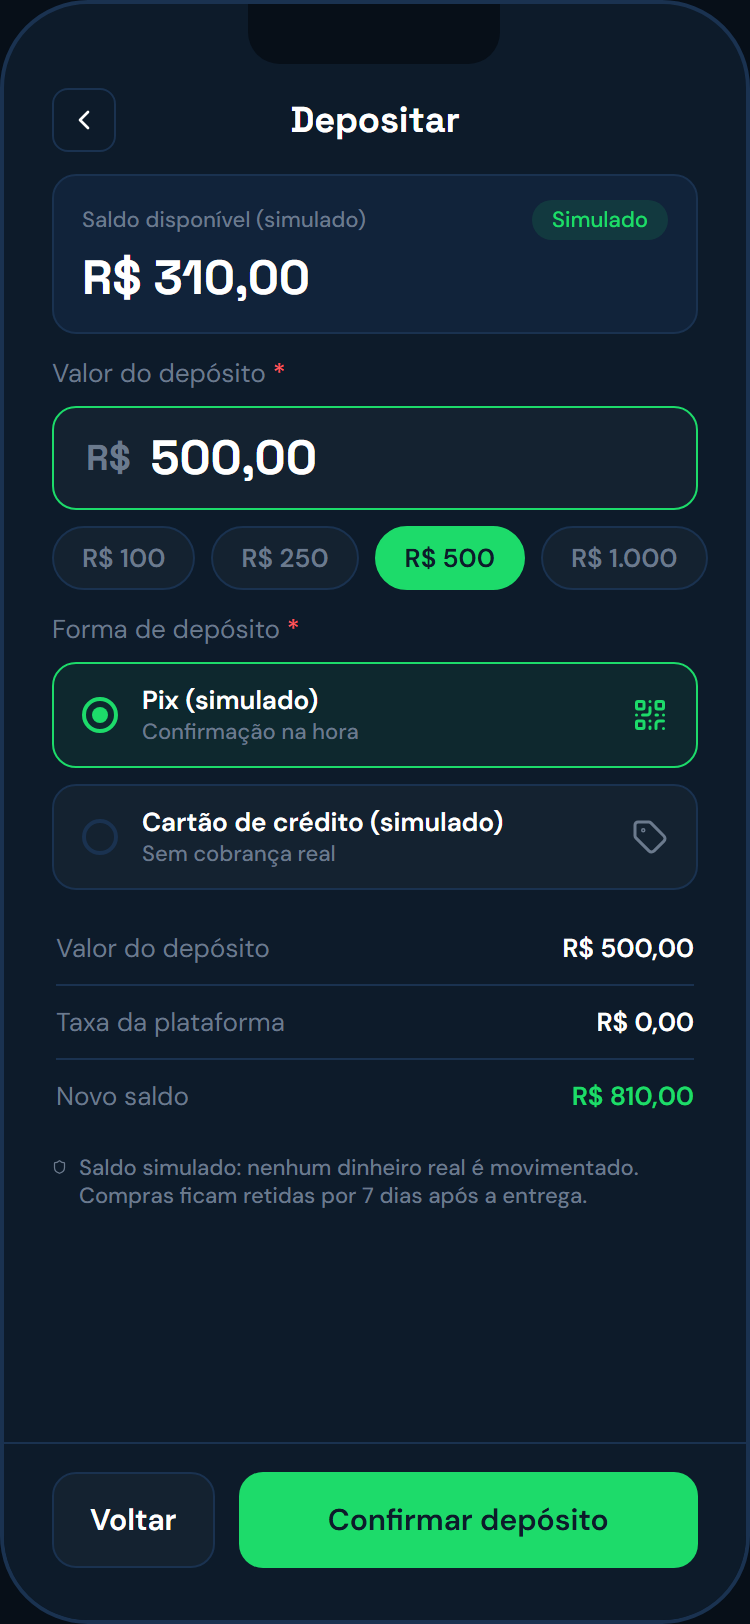 Depositar
Saldo disponível (simulado)
Simulado
R$ 310,00
Valor do depósito *
R$ 500,00
R$ 100
R$ 250
R$ 500
R$ 1.000
Forma de depósito *
Pix (simulado)
Confirmação na hora
Cartão de crédito (simulado)
Sem cobrança real
Valor do depósito R$ 500,00
Taxa da plataforma R$ 0,00
Novo saldo R$ 810,00
Saldo simulado: nenhum dinheiro real é movimentado.
Compras ficam retidas por 7 dias após a entrega.
Voltar
Confirmar depósito